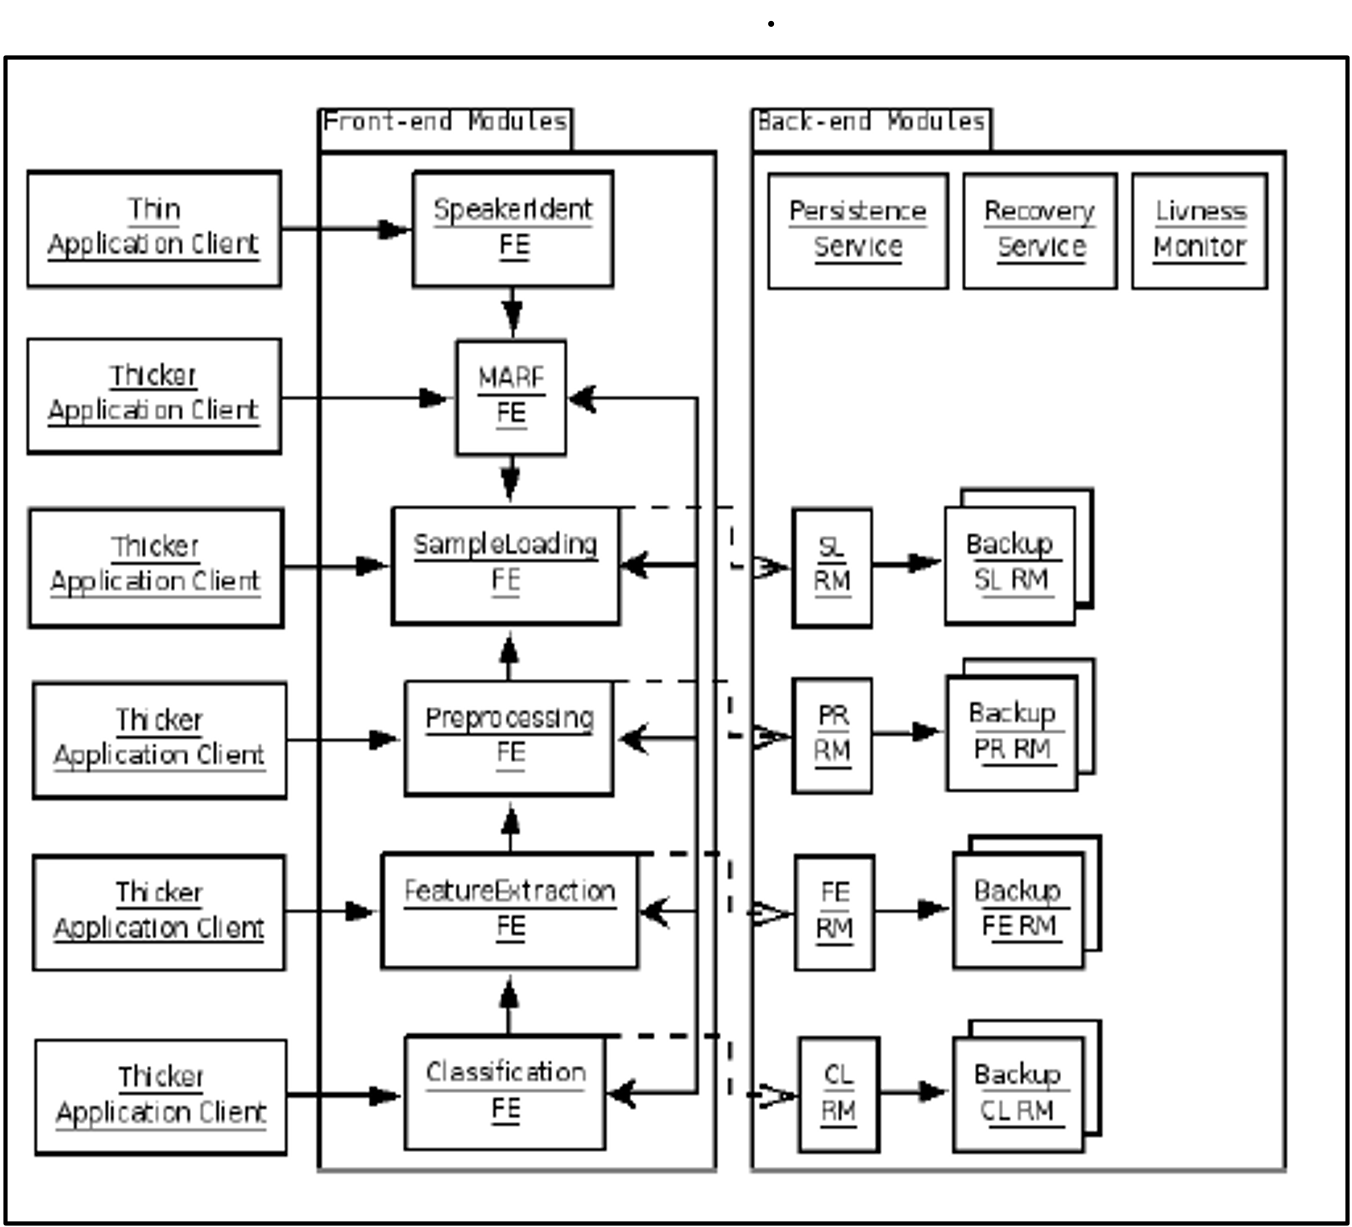 Front-end Modules
Back-end Modules
Thin
Application Client
SpeakerIdent
FE
Persistence
Service
Recovery
Service
Livness
Monitor
Thicker
Application Client
MARF
FE
Thicker
Application Client
SampleLoading
FE
SL
RM
Backup
SL RM
Thicker
Application Client
Preprocessing
FE
PR
RM
Backup
PR RM
Thicker
Application Client
FeatureExtraction
FE
FE
RM
Backup
FE RM
Thicker
Application Client
Classification
FE
CL
RM
Backup
CL RM